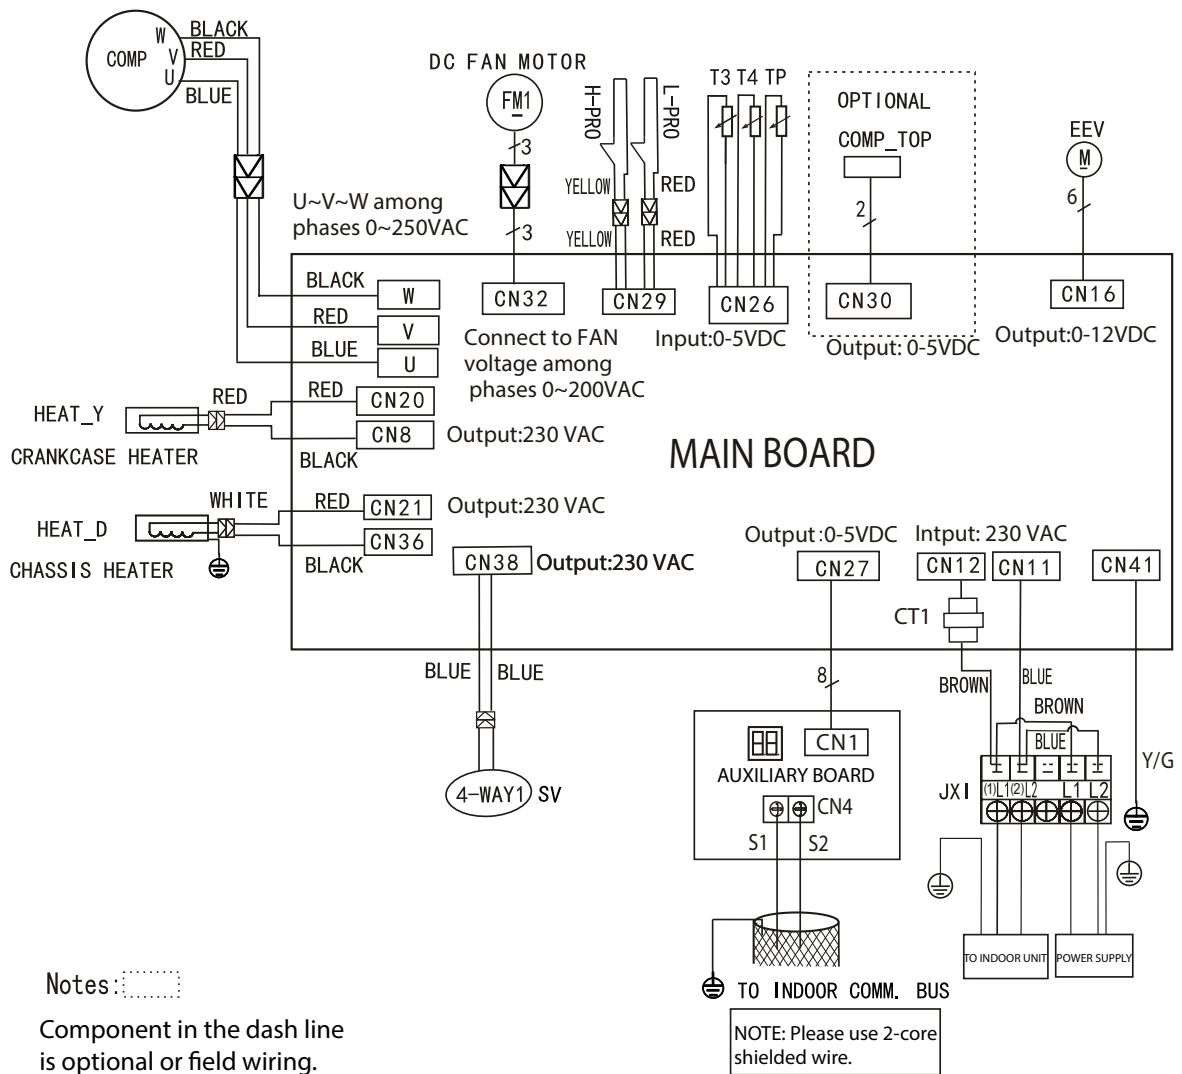 W
BLACK
V
RED
COMP
U
BLUE
DC FAN MOTOR
FM1
3
3
H-PRO
L-PRO
YELLOW
RED
YELLOW
RED
T3 T4 TP
OPTIONAL
COMP_TOP
2
EEV
M
6
U~V~W among
phases 0~250VAC
BLACK
W
RED
V
BLUE
U
CN32
CN29
CN26
CN30
CN16
Connect to FAN
voltage among
phases 0~200VAC
Input:0-5VDC
Output: 0-5VDC
Output:0-12VDC
HEAT_Y
RED
RED
CN20
CN8
Output:230 VAC
BLACK
CRANKCASE HEATER
MAIN BOARD
HEAT_D
WHITE
RED
CN21
Output:230 VAC
CN36
BLACK
CHASSIS HEATER
CN38
Output:230 VAC
Output:0-5VDC
Intput: 230 VAC
CN27
CN12
CN11
CN41
CT1
BLUE
BLUE
8
BROWN
BLUE
BROWN
BLUE
Y/G
4-WAY1
SV
CN1
AUXILIARY BOARD
CN4
S1
S2
JX1
(1)L1(2)L2
L1
L2
TO INDOOR UNIT
POWER SUPPLY
TO INDOOR COMM. BUS
NOTE: Please use 2-core
shielded wire.
Notes:
Component in the dash line
is optional or field wiring.